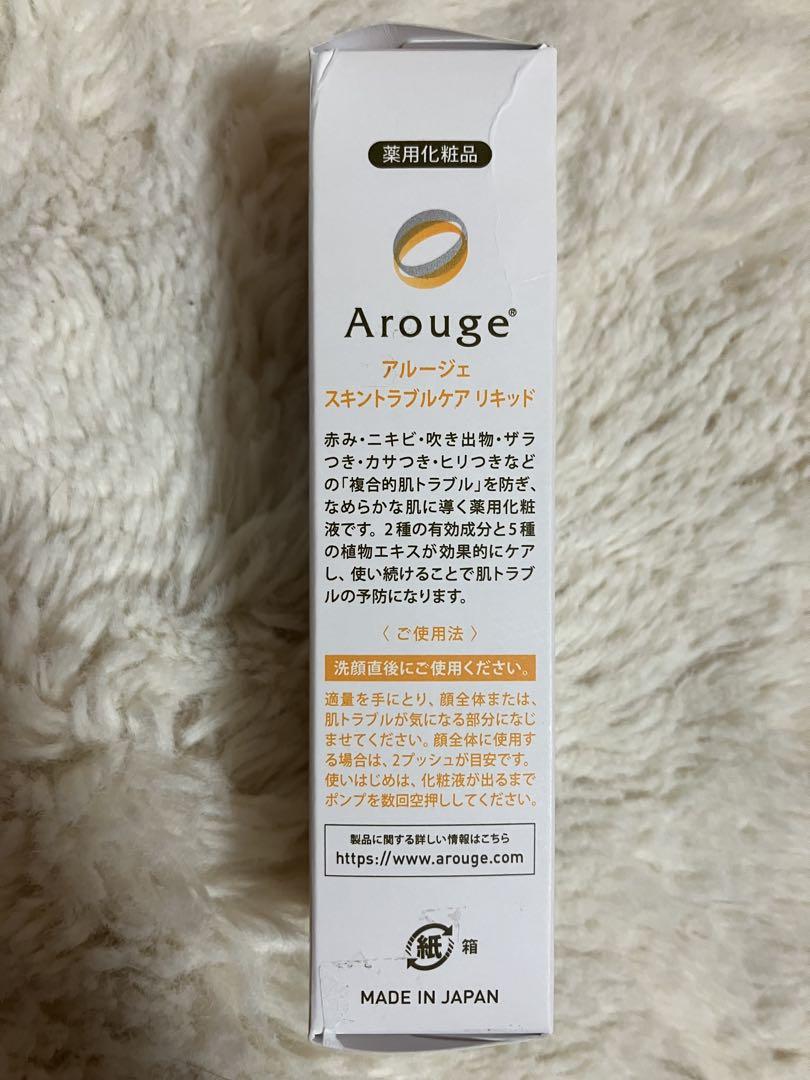 薬用化粧品
Arouge®
アルージェ
スキントラブルケア リキッド
赤み・ニキビ・吹き出物・ザラ
つき・カサつき・ヒリつきなど
の「複合的肌トラブル」を防ぎ、
なめらかな肌に導く薬用化粧
液です。2種の有効成分と5種
の植物エキスが効果的にケア
し、使い続けることで肌トラブ
ルの予防になります。
〈 ご使用法 〉
洗顔直後にご使用ください。
適量を手にとり、顔全体または、
肌トラブルが気になる部分になじ
ませてください。顔全体に使用す
る場合は、2プッシュが目安です。
使いはじめは、化粧液が出るまで
ポンプを数回空押ししてください。
製品に関する詳しい情報はこちら
https://www.arouge.com
紙 箱
MADE IN JAPAN